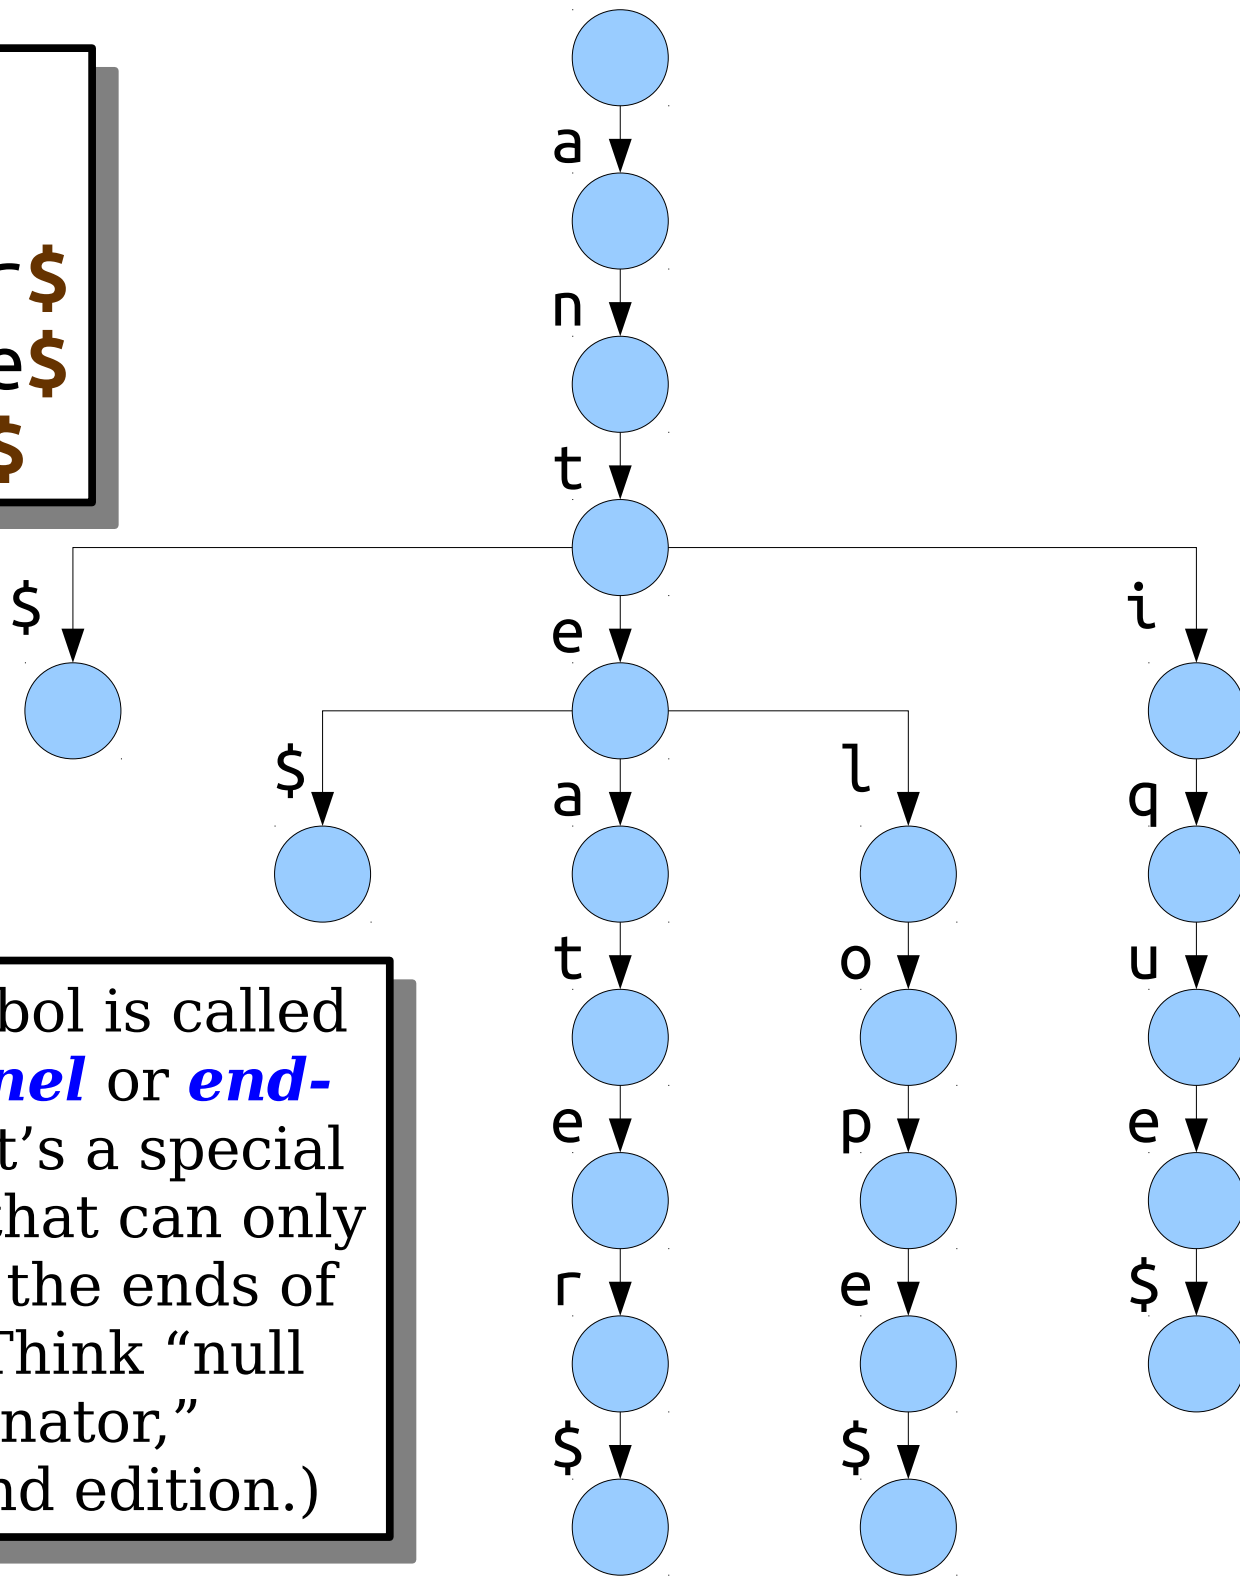 a
n
r$
e$
t
$
$
e
i
$
a
l
q
t
o
u
bol is called
nel or end-
e
p
e
t's a special
that can only
r
e
$
the ends of
Think “null
$
$
nator,”
nd edition.)